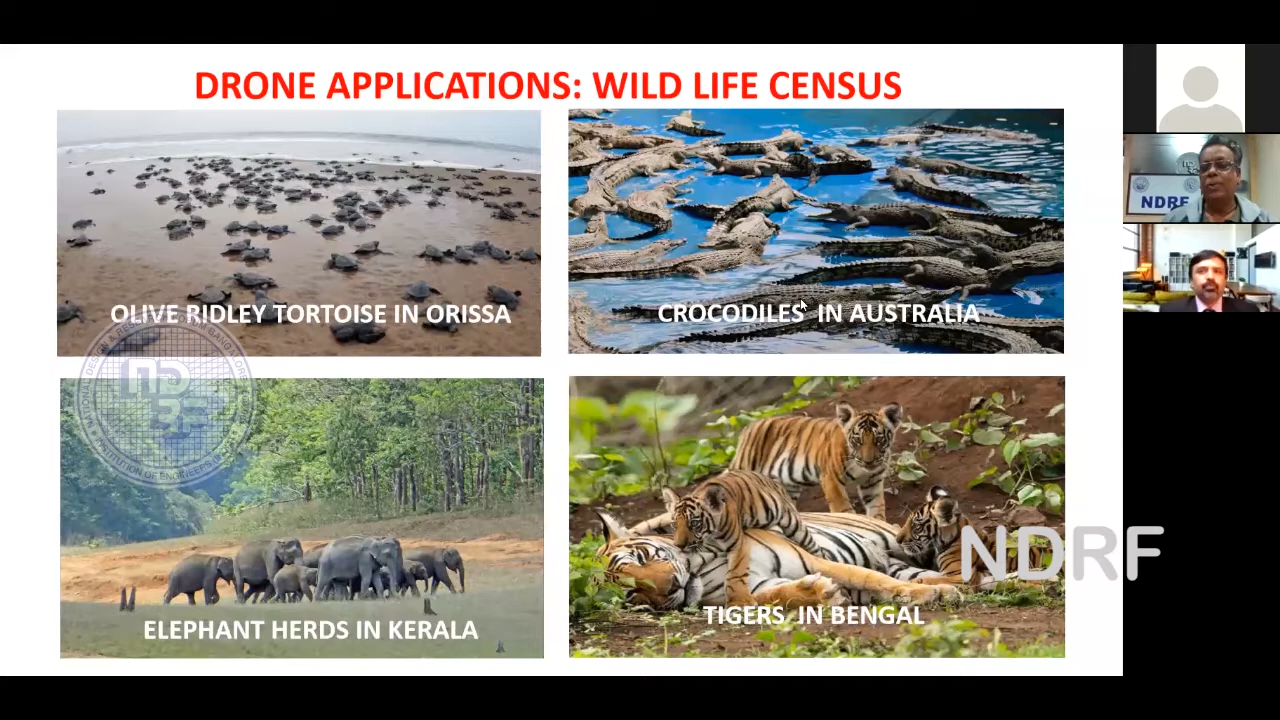 DRONE APPLICATIONS: WILD LIFE CENSUS
OLIVE RIDLEY TORTOISE IN ORISSA
CROCODILES IN AUSTRALIA
ELEPHANT HERDS IN KERALA
TIGERS IN BENGAL
NDRF
NDRF
NDRF